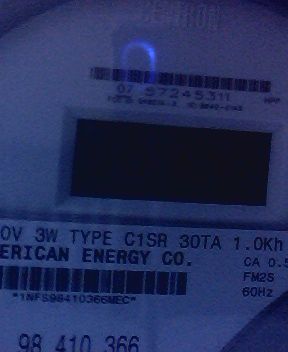 07 57245311
0V 3W TYPE C1SR 30TA 1.0Kh
ERICAN ENERGY CO.
CA 0.5
FM2S
*1NFS98410366MEC*
60Hz
98 410 366